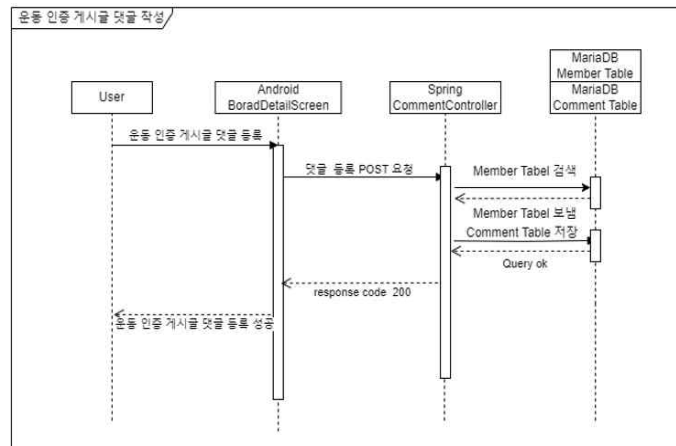 운동 인증 게시글 댓글 작성
MariaDB
Member Table
User
Android
BoradDetailScreen
Spring
CommentController
MariaDB
Comment Table
운동 인증 게시글 댓글 등록
댓글 등록 POST 요청
Member Tabel 검색
Member Tabel 보냄
Comment Table 저장
Query ok
response code 200
운동 인증 게시글 댓글 등록 성공